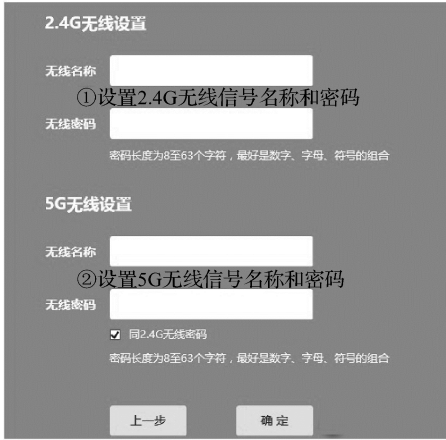 2.4G无线设置
无线名称
①设置2.4G无线信号名称和密码
无线密码
密码长度为8至63个字符，最好是数字、字母、符号的组合
5G无线设置
无线名称
②设置5G无线信号名称和密码
无线密码
同2.4G无线密码
密码长度为8至63个字符，最好是数字、字母、符号的组合
上一步 确定